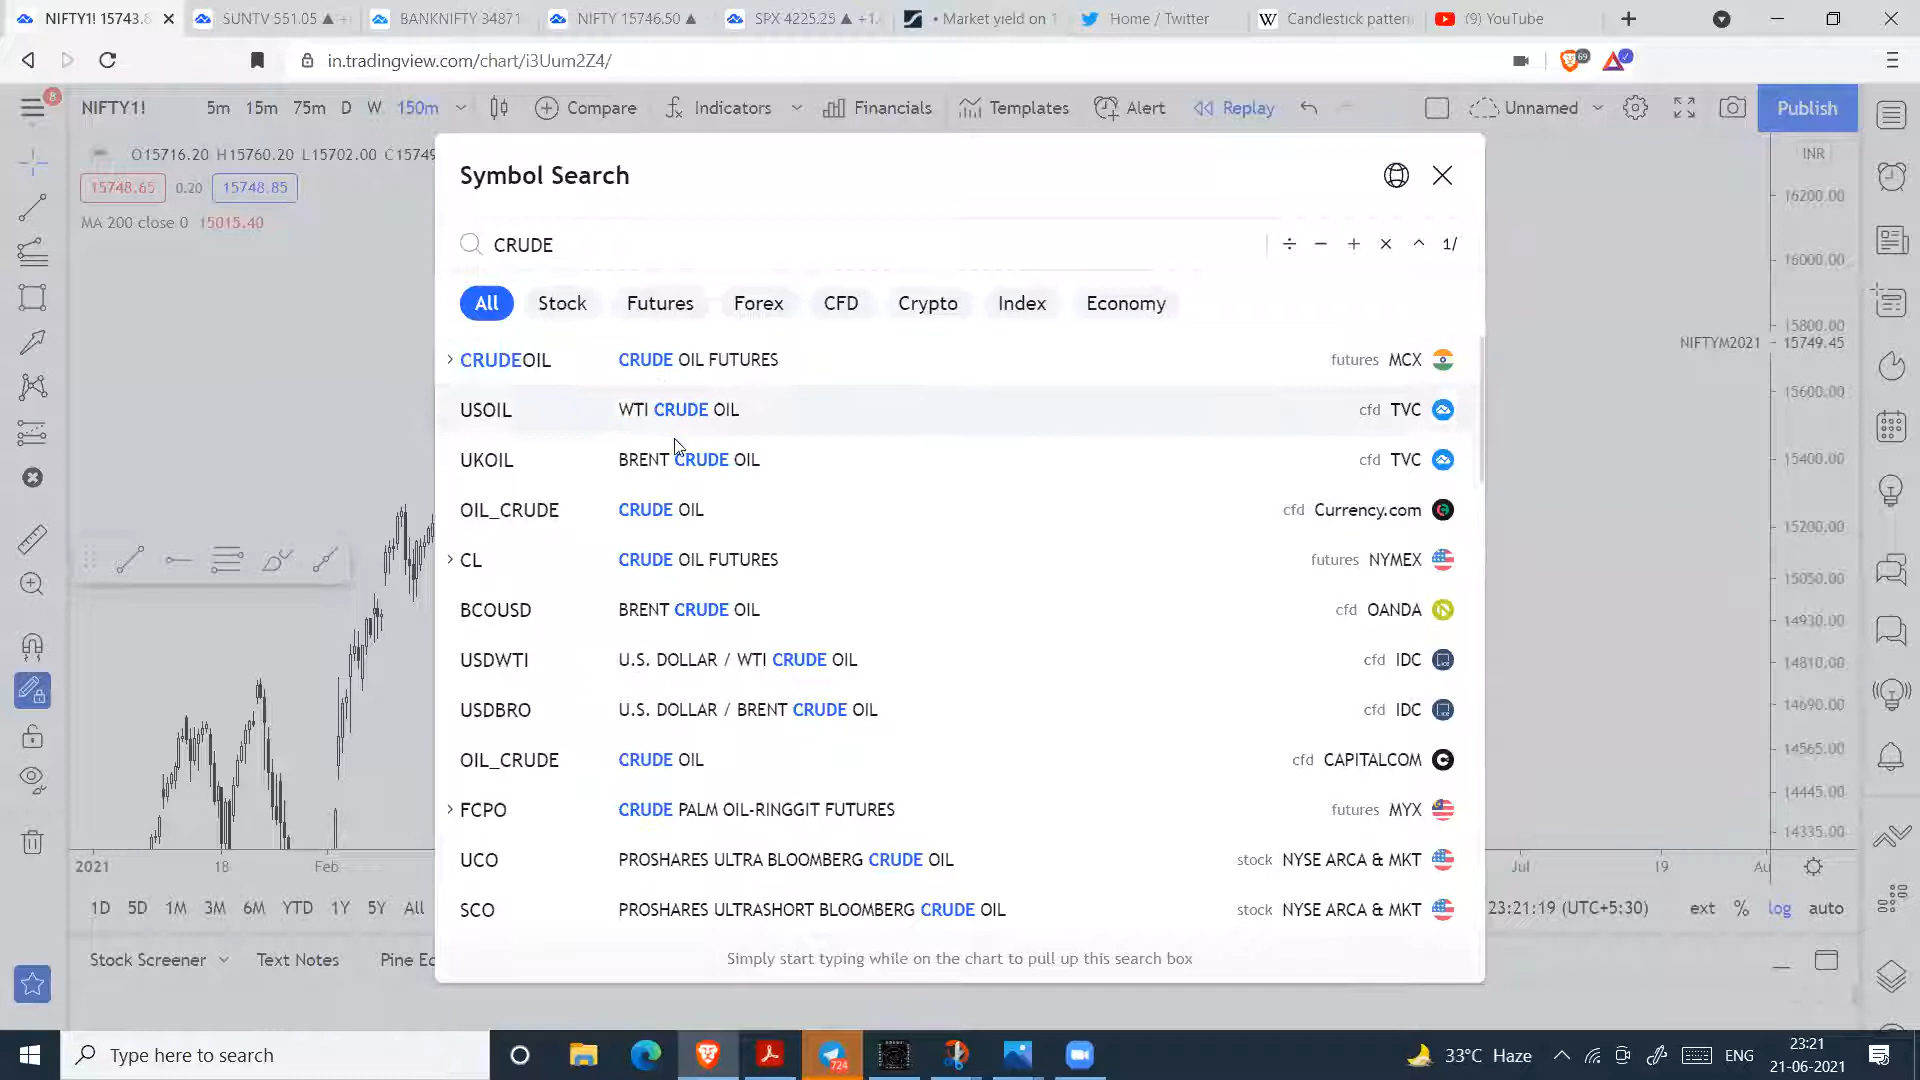 NIFTY1! 15743.8
SUNTV 551.05 ▲ +
BANKNIFTY 34871
NIFTY 15746.50 ▲
SPX 4225.25 ▲ +1.
• Market yield on 1
Home / Twitter
W Candlestick pattern
(9) YouTube
in.tradingview.com/chart/i3Uum2Z4/
69
8
NIFTY1! 5m 15m 75m D W 150m Compare Indicators Financials Templates Alert Replay Unnamed Publish
O15716.20 H15760.20 L15702.00 C15749
15748.65 0.20 15748.85
MA 200 close 0 15015.40
Symbol Search
CRUDE
÷ − + × ^ 1/
All Stock Futures Forex CFD Crypto Index Economy
CRUDEOIL CRUDE OIL FUTURES futures MCX
USOIL WTI CRUDE OIL cfd TVC
UKOIL BRENT CRUDE OIL cfd TVC
OIL_CRUDE CRUDE OIL cfd Currency.com
CL CRUDE OIL FUTURES futures NYMEX
BCOUSD BRENT CRUDE OIL cfd OANDA
USDWTI U.S. DOLLAR / WTI CRUDE OIL cfd IDC
USDBRO U.S. DOLLAR / BRENT CRUDE OIL cfd IDC
OIL_CRUDE CRUDE OIL cfd CAPITALCOM
FCPO CRUDE PALM OIL-RINGGIT FUTURES futures MYX
UCO PROSHARES ULTRA BLOOMBERG CRUDE OIL stock NYSE ARCA & MKT
SCO PROSHARES ULTRASHORT BLOOMBERG CRUDE OIL stock NYSE ARCA & MKT
Simply start typing while on the chart to pull up this search box
INR
16200.00
16000.00
15800.00
NIFTYM2021 15749.45
15600.00
15400.00
15200.00
15050.00
14930.00
14810.00
14690.00
14565.00
14445.00
14335.00
2021 18 Feb Jul 19 Au
1D 5D 1M 3M 6M YTD 1Y 5Y All
23:21:19 (UTC+5:30) ext % log auto
Stock Screener Text Notes Pine Ed
Type here to search
724
33°C Haze
ENG
23:21
21-06-2021